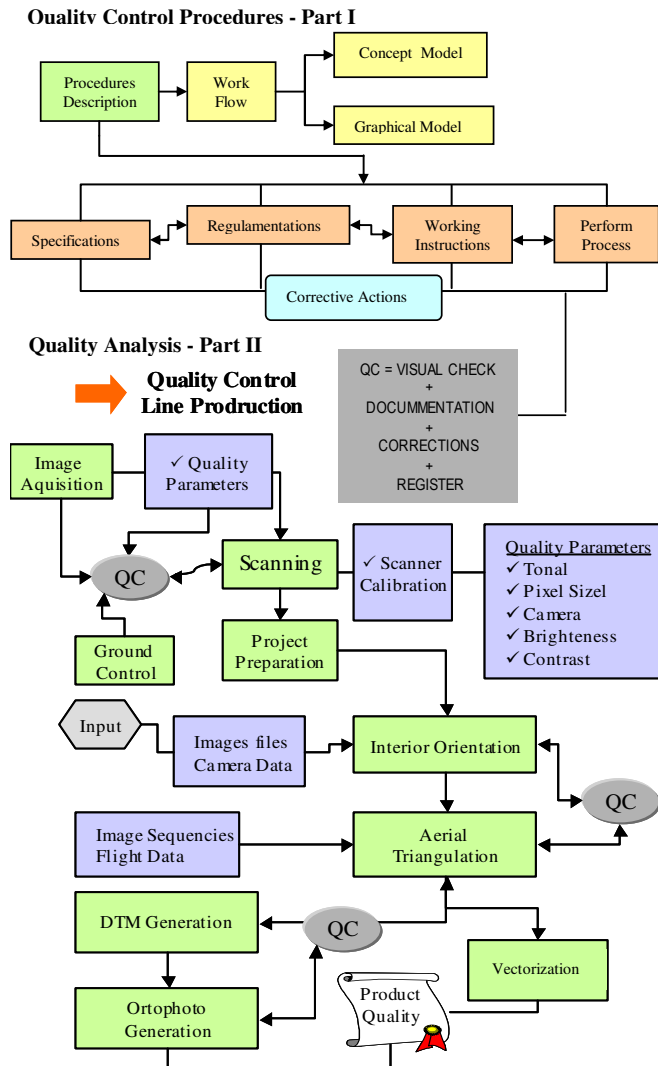 Quality Control Procedures - Part I
Concept Model
Procedures
Description
Work
Flow
Graphical Model
Specifications
Regulamentations
Working
Instructions
Perform
Process
Corrective Actions
Quality Analysis - Part II
Quality Control
Line Prodruction
QC = VISUAL CHECK
+
DOCUMMENTATION
+
CORRECTIONS
+
REGISTER
Image
Aquisition
✓ Quality
Parameters
QC
Scanning
✓ Scanner
Calibration
Quality Parameters
✓ Tonal
✓ Pixel Sizel
✓ Camera
✓ Brighteness
✓ Contrast
Ground
Control
Project
Preparation
Input
Images files
Camera Data
Interior Orientation
QC
Image Sequencies
Flight Data
Aerial
Triangulation
DTM Generation
QC
Vectorization
Ortophoto
Generation
Product
Quality